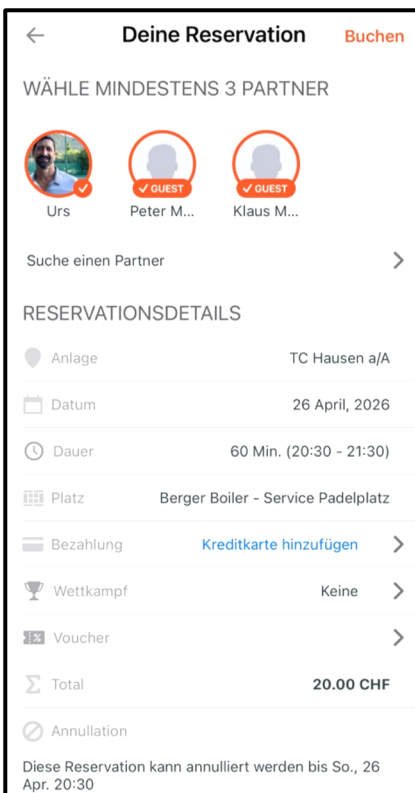 Deine Reservation Buchen
WÄHLE MINDESTENS 3 PARTNER
GUEST GUEST
Urs Peter M... Klaus M...
Suche einen Partner
RESERVATIONSDETAILS
Anlage TC Hausen a/A
Datum 26 April, 2026
Dauer 60 Min. (20:30 - 21:30)
Platz Berger Boiler - Service Padelplatz
Bezahlung Kreditkarte hinzufügen
Wettkampf Keine
Voucher
Total 20.00 CHF
Annullation
Diese Reservation kann annulliert werden bis So., 26
Apr. 20:30